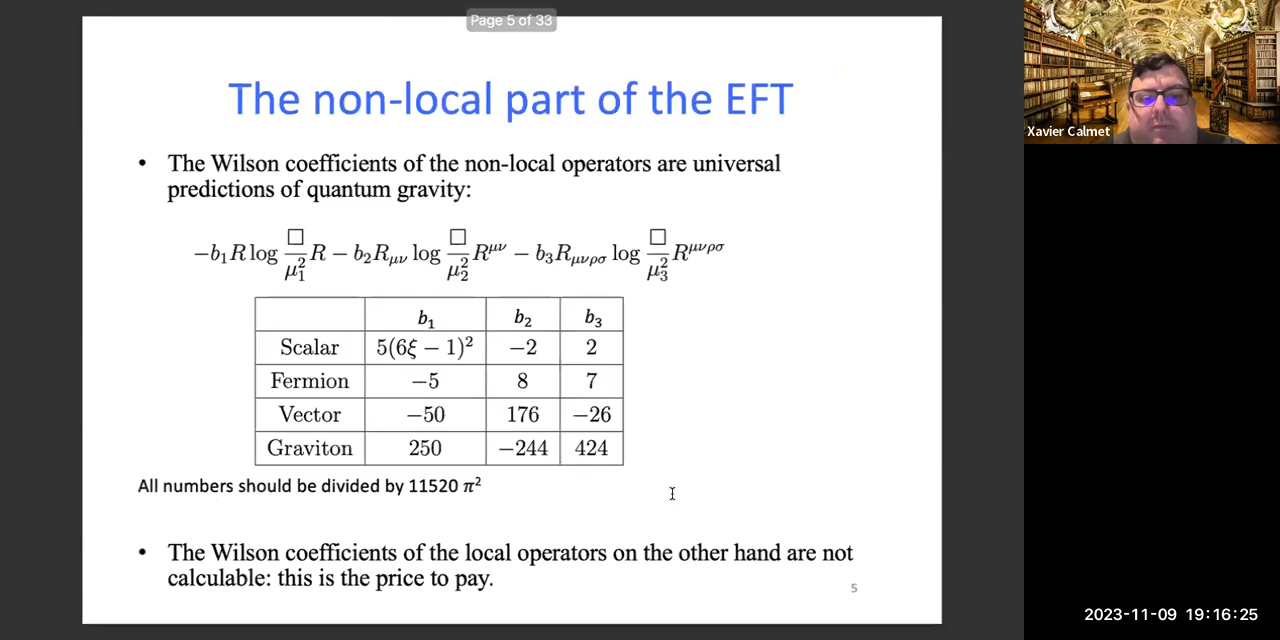 Page 5 of 33
The non-local part of the EFT
• The Wilson coefficients of the non-local operators are universal
predictions of quantum gravity:
−b₁R log □/μ₁² R − b₂R_μν log □/μ₂² R^μν − b₃R_μνρσ log □/μ₃² R^μνρσ
b₁ b₂ b₃
Scalar 5(6ξ − 1)² −2 2
Fermion −5 8 7
Vector −50 176 −26
Graviton 250 −244 424
All numbers should be divided by 11520 π²
• The Wilson coefficients of the local operators on the other hand are not
calculable: this is the price to pay.
5
Xavier Calmet
2023-11-09 19:16:25